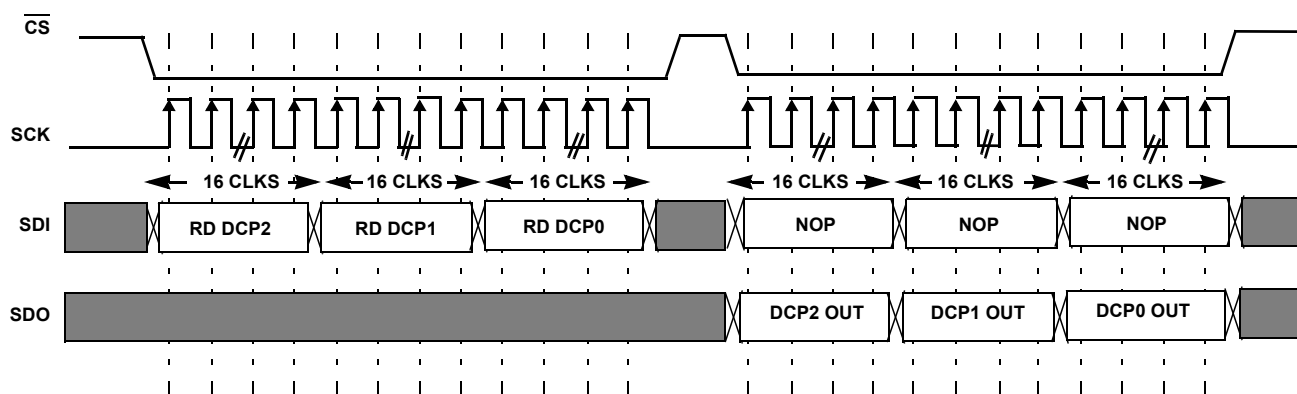 CS
SCK
16 CLKS 16 CLKS 16 CLKS 16 CLKS 16 CLKS 16 CLKS
SDI RD DCP2 RD DCP1 RD DCP0 NOP NOP NOP
SDO DCP2 OUT DCP1 OUT DCP0 OUT